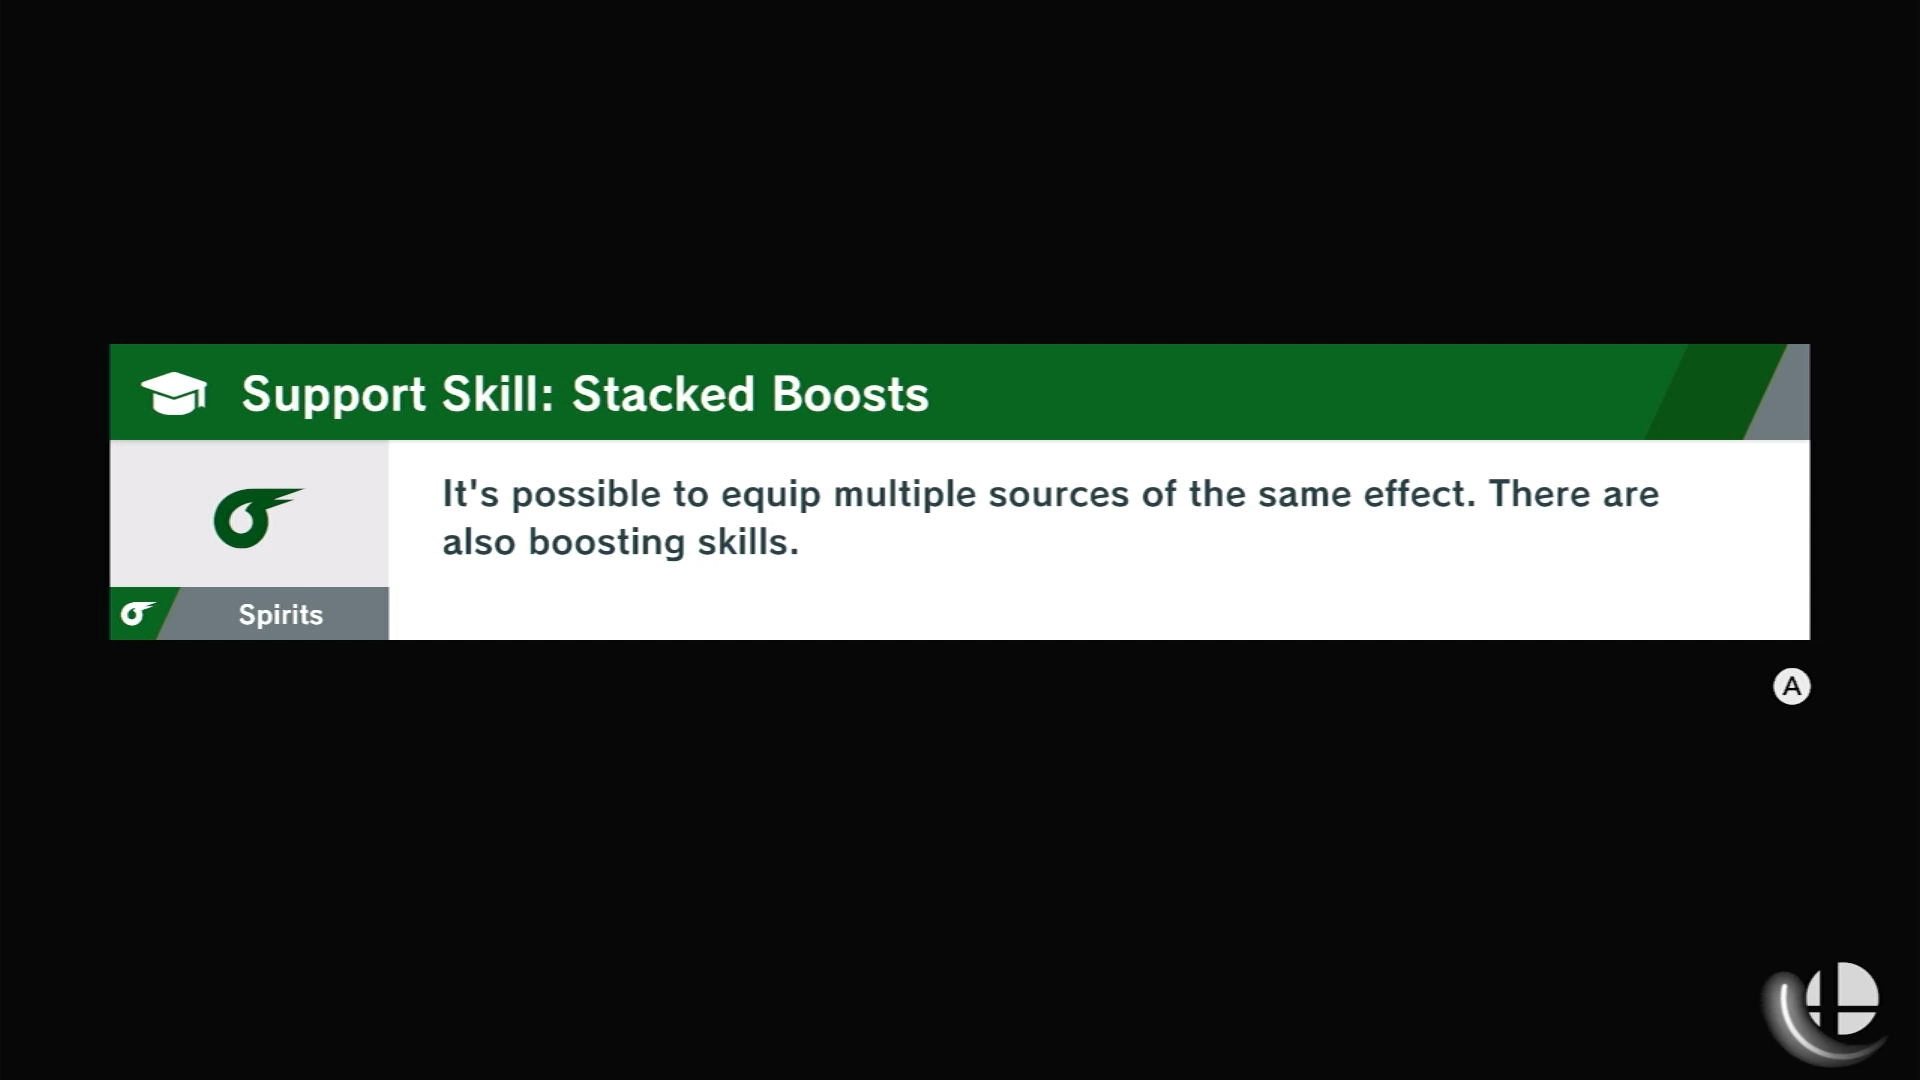 Support Skill: Stacked Boosts
It's possible to equip multiple sources of the same effect. There are
also boosting skills.
Spirits
A